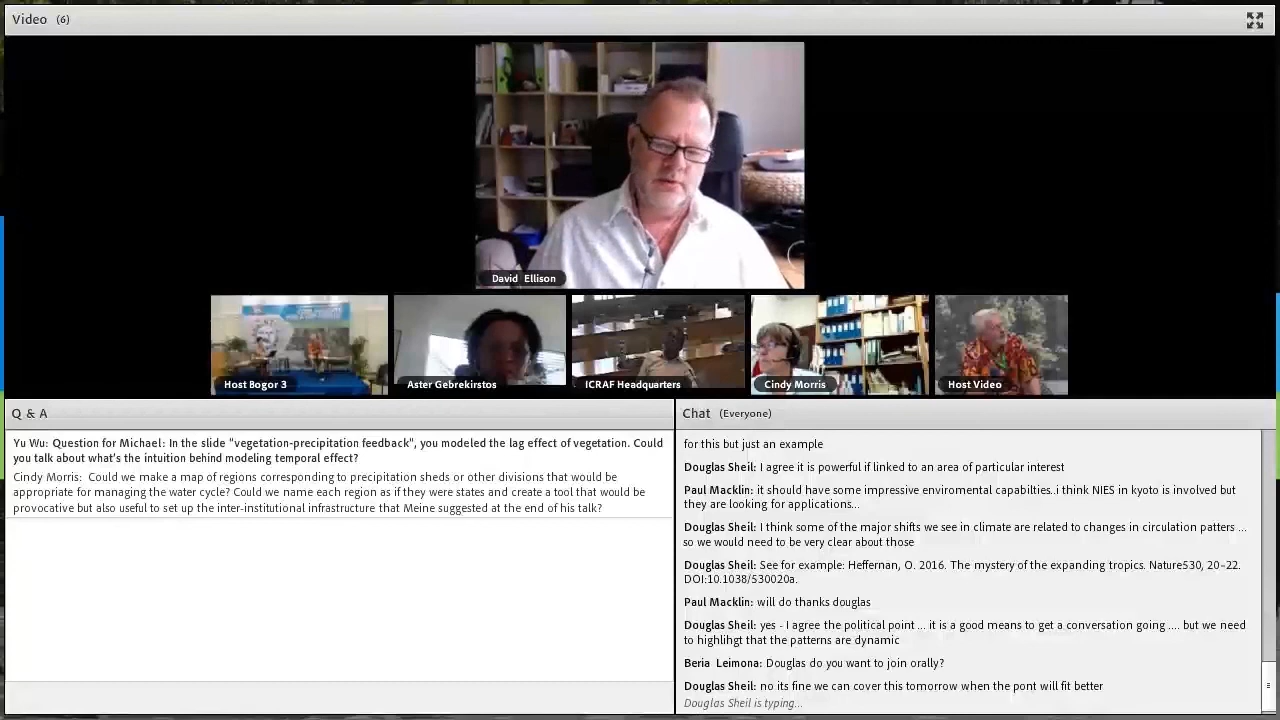 Video (6)
David Ellison
Host Bogor 3
Aster Gebrekirstos
ICRAF Headquarters
Cindy Morris
Host Video
Q & A
Yu Wu: Question for Michael: In the slide "vegetation-precipitation feedback", you modeled the lag effect of vegetation. Could
you talk about what's the intuition behind modeling temporal effect?
Cindy Morris: Could we make a map of regions corresponding to precipitation sheds or other divisions that would be
appropriate for managing the water cycle? Could we name each region as if they were states and create a tool that would be
provocative but also useful to set up the inter-institutional infrastructure that Meine suggested at the end of his talk?
Chat (Everyone)
for this but just an example
Douglas Sheil: I agree it is powerful if linked to an area of particular interest
Paul Macklin: it should have some impressive enviromental capabilties..i think NIES in kyoto is involved but
they are looking for applications...
Douglas Sheil: I think some of the major shifts we see in climate are related to changes in circulation patters ...
so we would need to be very clear about those
Douglas Sheil: See for example: Heffernan, O. 2016. The mystery of the expanding tropics. Nature530, 20–22.
DOI:10.1038/530020a.
Paul Macklin: will do thanks douglas
Douglas Sheil: yes - I agree the political point ... it is a good means to get a conversation going .... but we need
to highlihgt that the patterns are dynamic
Beria Leimona: Douglas do you want to join orally?
Douglas Sheil: no its fine we can cover this tomorrow when the pont will fit better
Douglas Sheil is typing...